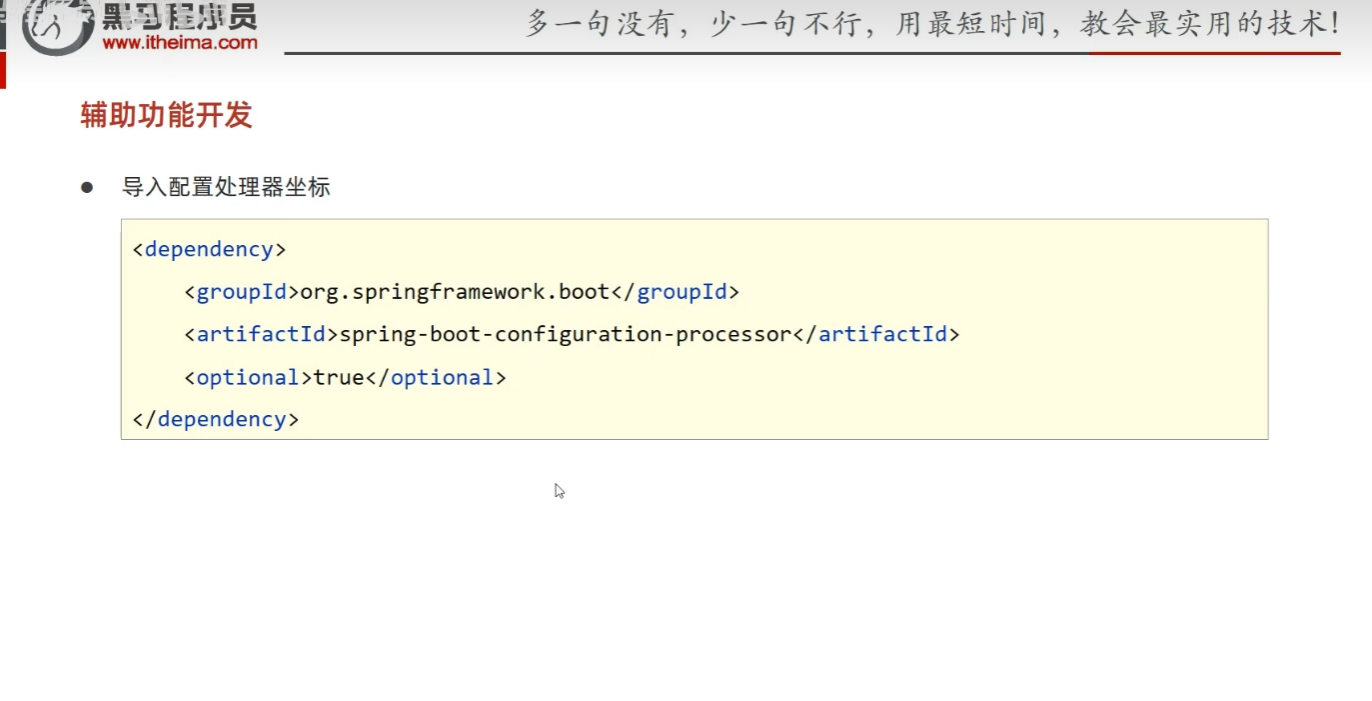 黑马程序员
www.itheima.com
多一句没有，少一句不行，用最短时间，教会最实用的技术！
辅助功能开发
● 导入配置处理器坐标
<dependency>
    <groupId>org.springframework.boot</groupId>
    <artifactId>spring-boot-configuration-processor</artifactId>
    <optional>true</optional>
</dependency>